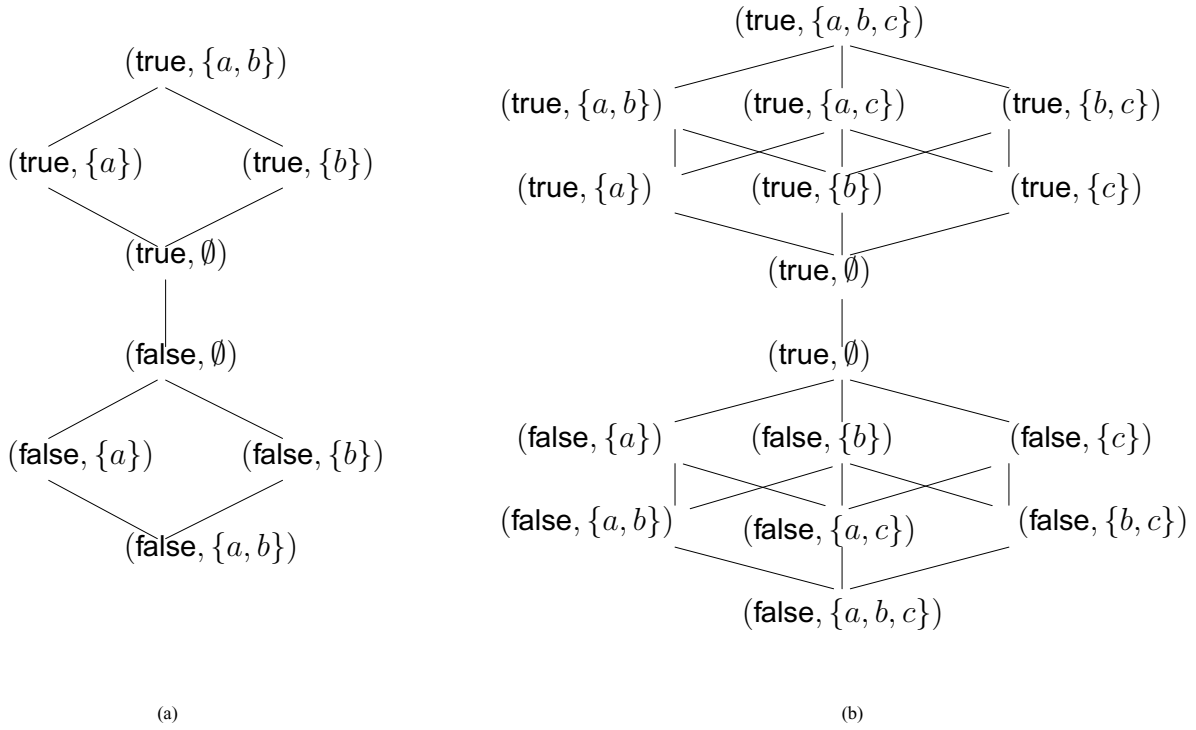 (true, {a, b})
(true, {a}) (true, {b})
(true, ∅)
(false, ∅)
(false, {a}) (false, {b})
(false, {a, b})
(a)
(true, {a, b, c})
(true, {a, b}) (true, {a, c}) (true, {b, c})
(true, {a}) (true, {b}) (true, {c})
(true, ∅)
(true, ∅)
(false, {a}) (false, {b}) (false, {c})
(false, {a, b}) (false, {a, c}) (false, {b, c})
(false, {a, b, c})
(b)